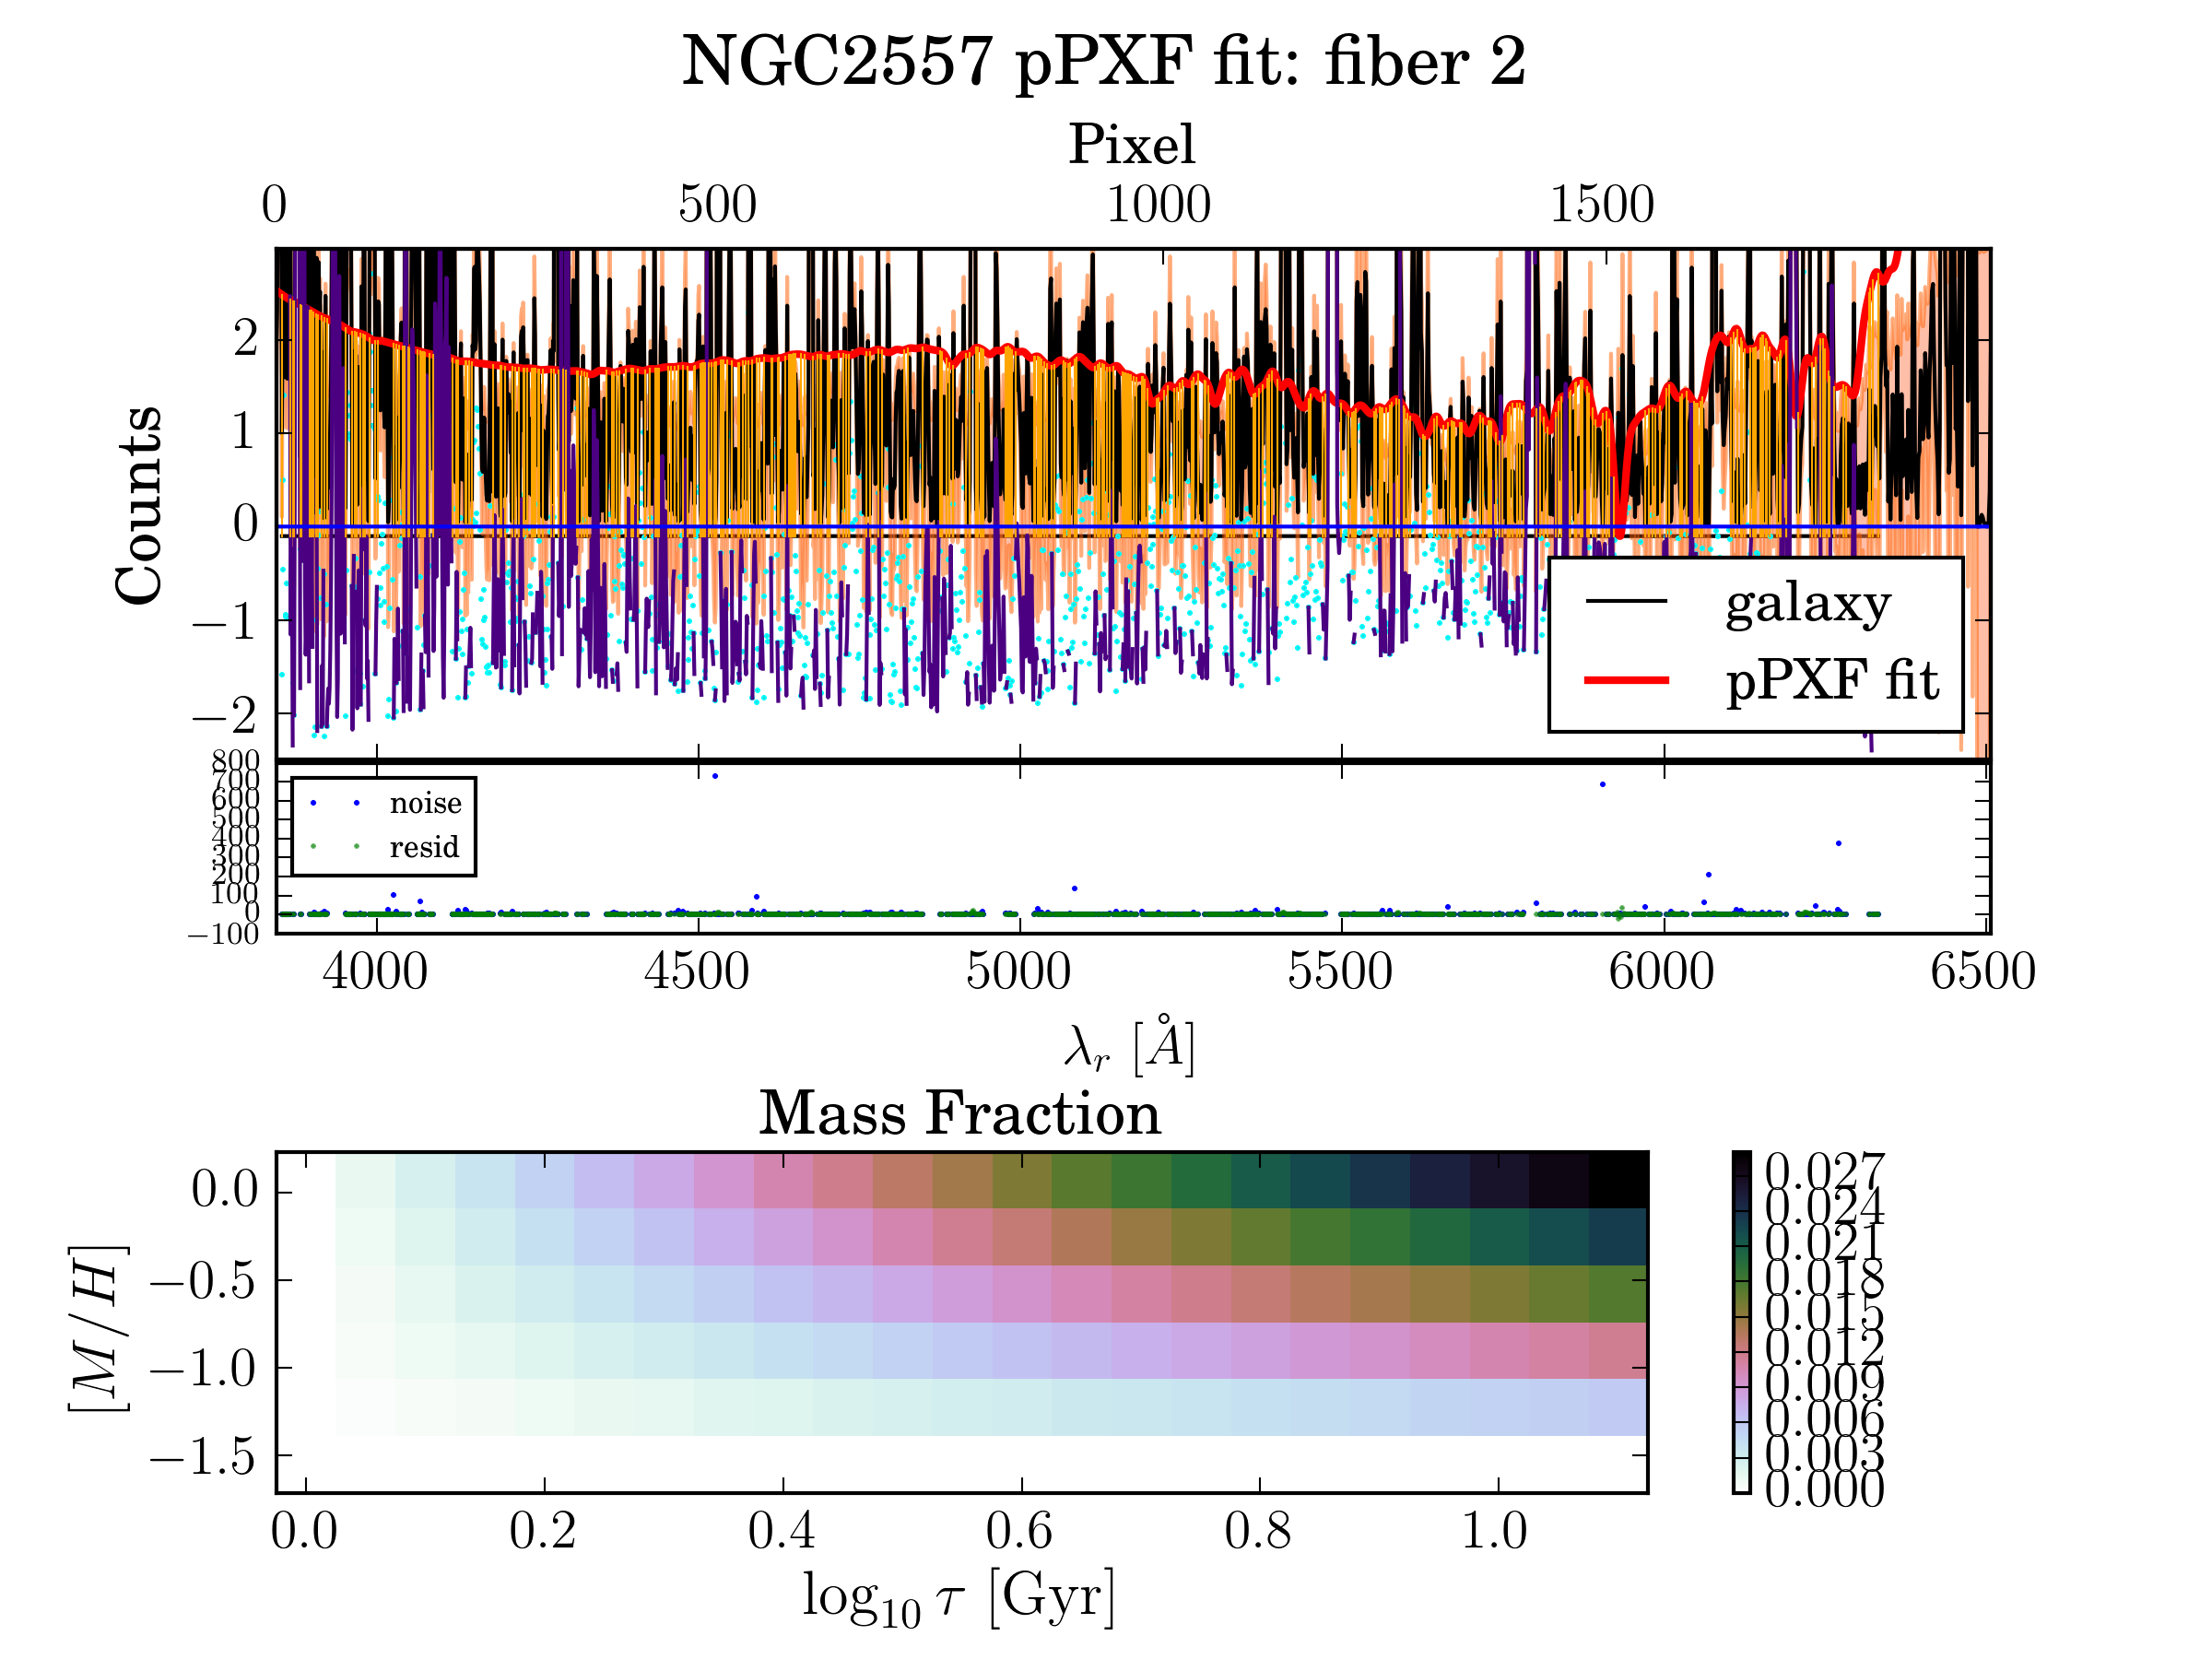 NGC2557 pPXF fit: fiber 2
Pixel
0 500 1000 1500
Counts
2
1
0
−1
−2
galaxy
pPXF fit
800
700
600
500
400
300
200
100
0
−100
noise
resid
4000 4500 5000 5500 6000 6500
λr [Å]
Mass Fraction
[M/H]
0.0
−0.5
−1.0
−1.5
0.0 0.2 0.4 0.6 0.8 1.0
log10 τ [Gyr]
0.027
0.024
0.021
0.018
0.015
0.012
0.009
0.006
0.003
0.000